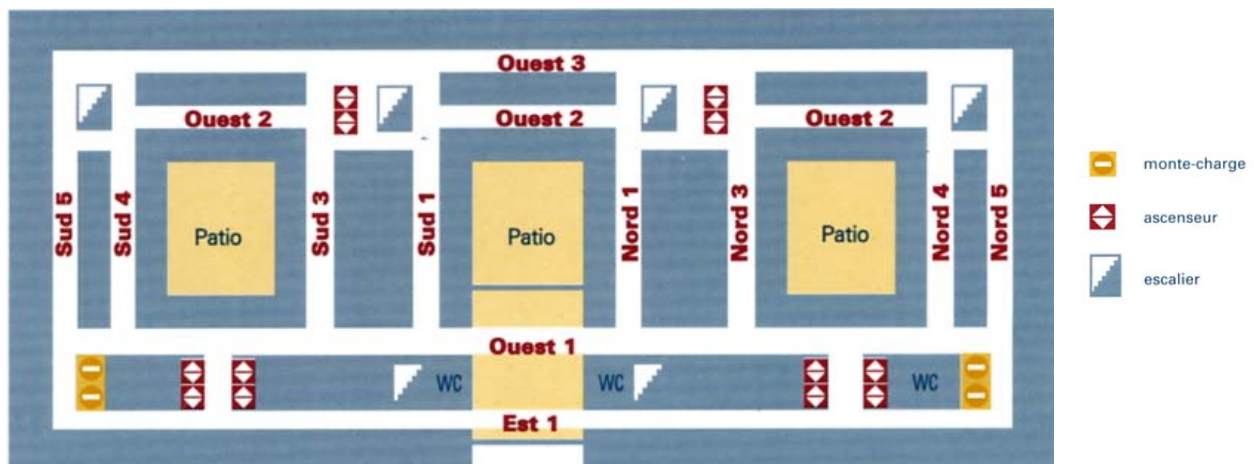 Ouest 3
Ouest 2
Ouest 2
Ouest 2
Sud 5
Sud 4
Patio
Sud 3
Sud 1
Patio
Nord 1
Nord 3
Patio
Nord 4
Nord 5
monte-charge
ascenseur
escalier
Ouest 1
WC
WC
WC
Est 1